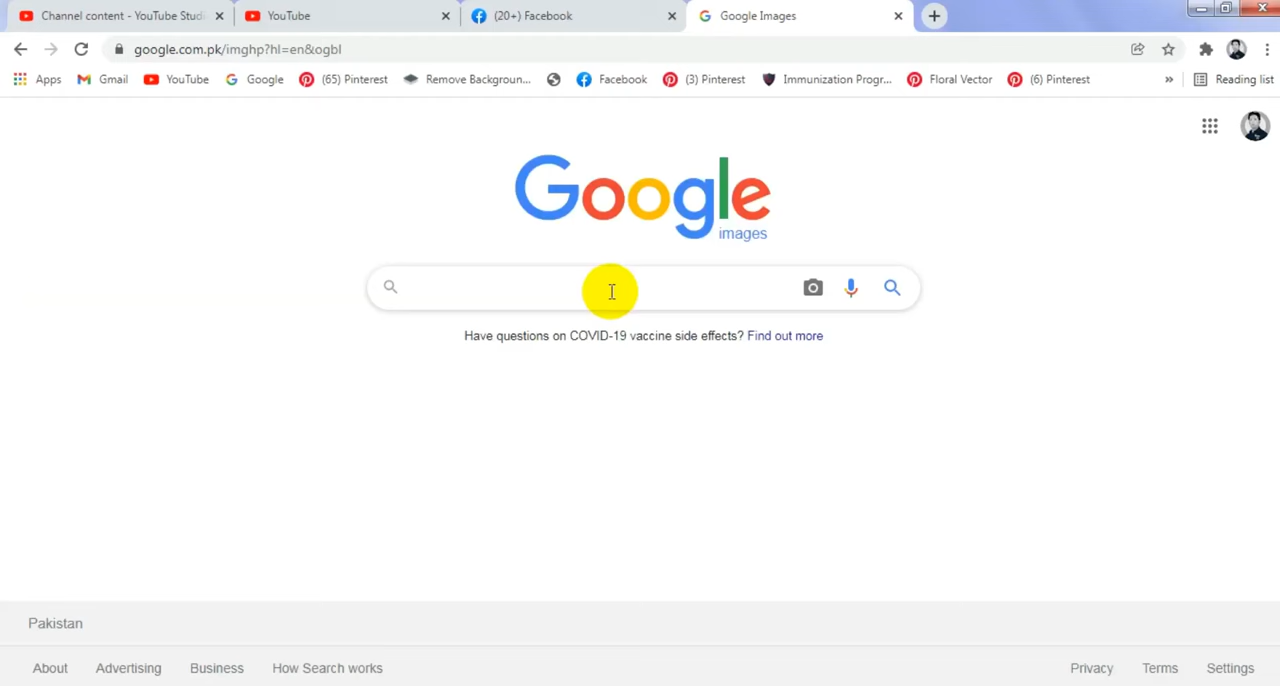 Channel content - YouTube Studi
YouTube
(20+) Facebook
Google Images
google.com.pk/imghp?hl=en&ogbl
Apps
Gmail
YouTube
Google
(65) Pinterest
Remove Backgroun...
Facebook
(3) Pinterest
Immunization Progr...
Floral Vector
(6) Pinterest
»
Reading list
Google
images
Have questions on COVID-19 vaccine side effects? Find out more
Pakistan
About
Advertising
Business
How Search works
Privacy
Terms
Settings